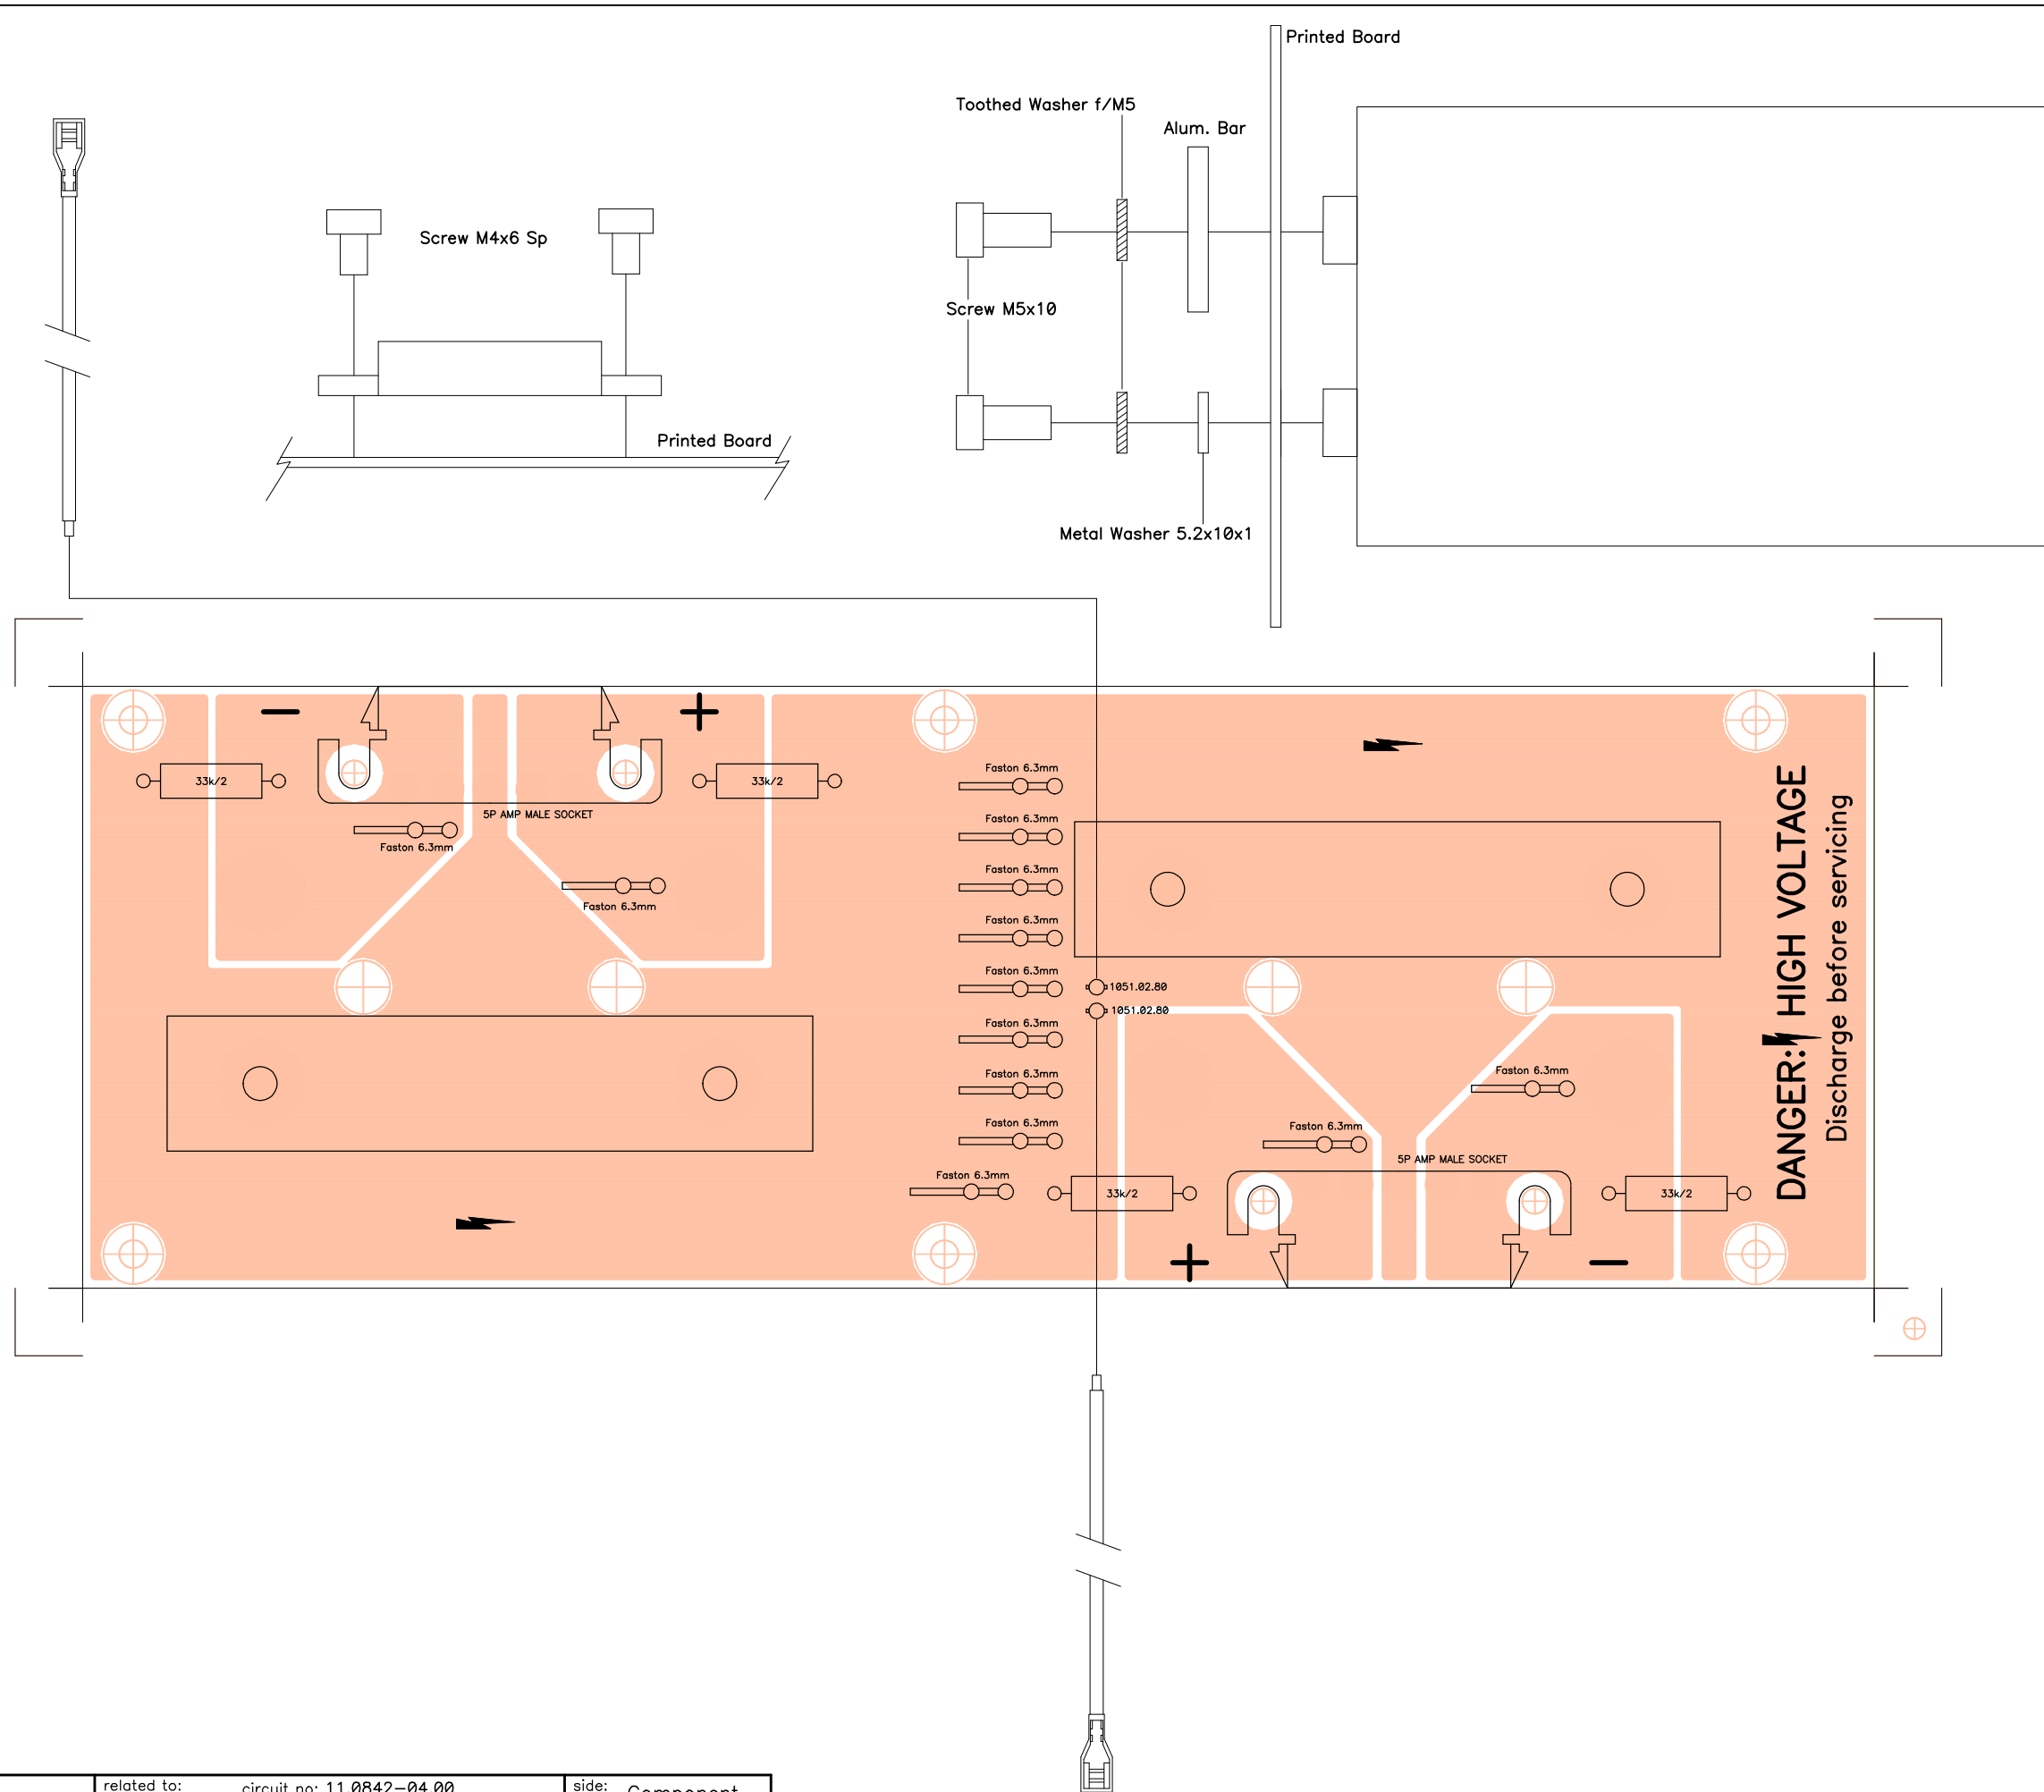 Printed Board
Toothed Washer f/M5
Alum. Bar
Screw M4x6 Sp
Screw M5x10
Printed Board
Metal Washer 5.2x10x1
− +
33k/2
33k/2
5P AMP MALE SOCKET
Faston 6.3mm
Faston 6.3mm
Faston 6.3mm
Faston 6.3mm
Faston 6.3mm
Faston 6.3mm
Faston 6.3mm
Faston 6.3mm
Faston 6.3mm
Faston 6.3mm
Faston 6.3mm
1051.02.80
1051.02.80
Faston 6.3mm
Faston 6.3mm
5P AMP MALE SOCKET
33k/2
33k/2
+ −
DANGER: HIGH VOLTAGE
Discharge before servicing
related to:
circuit no: 11.0842-04.00
side:
Component